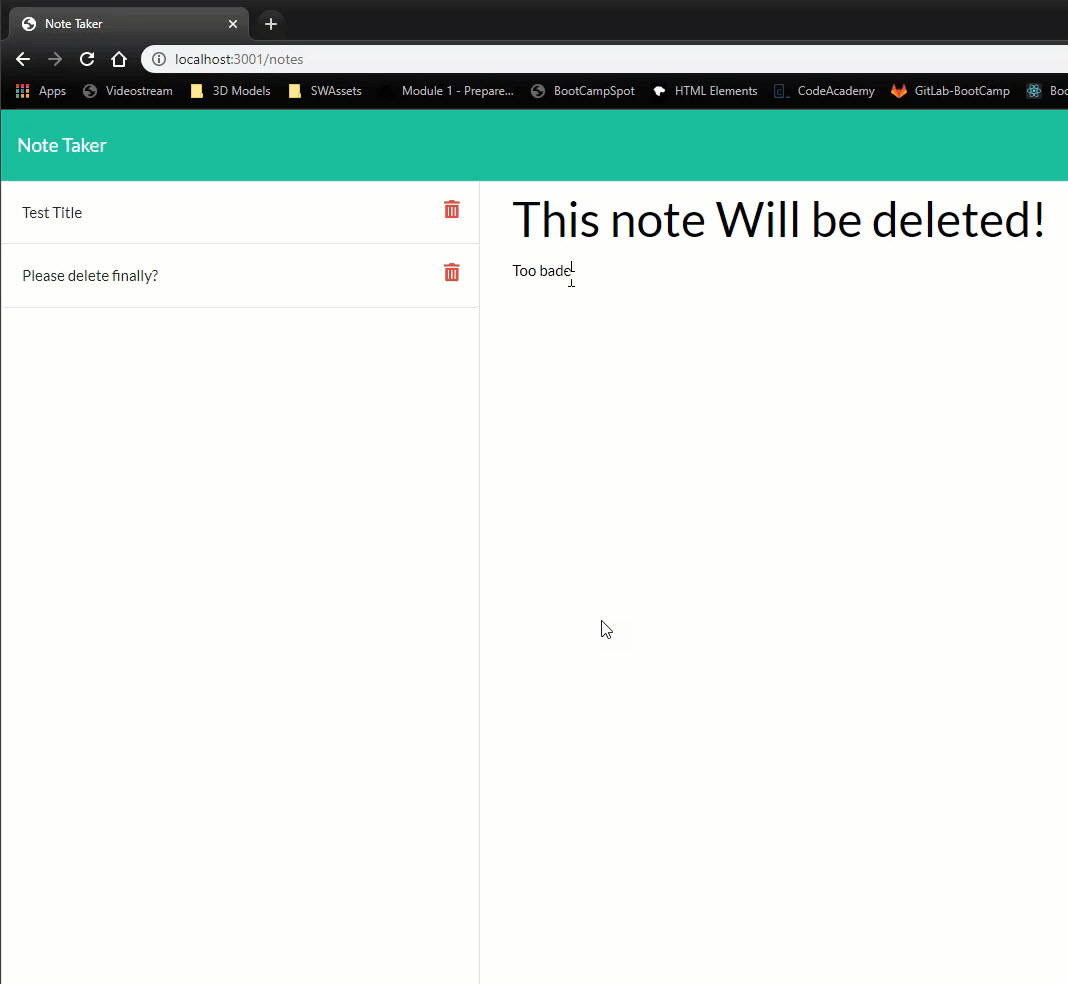 Note Taker
localhost:3001/notes
Apps Videostream 3D Models SWAssets Module 1 - Prepare... BootCampSpot HTML Elements CodeAcademy GitLab-BootCamp Boo
Note Taker
Test Title
Please delete finally?
This note Will be deleted!
Too bade